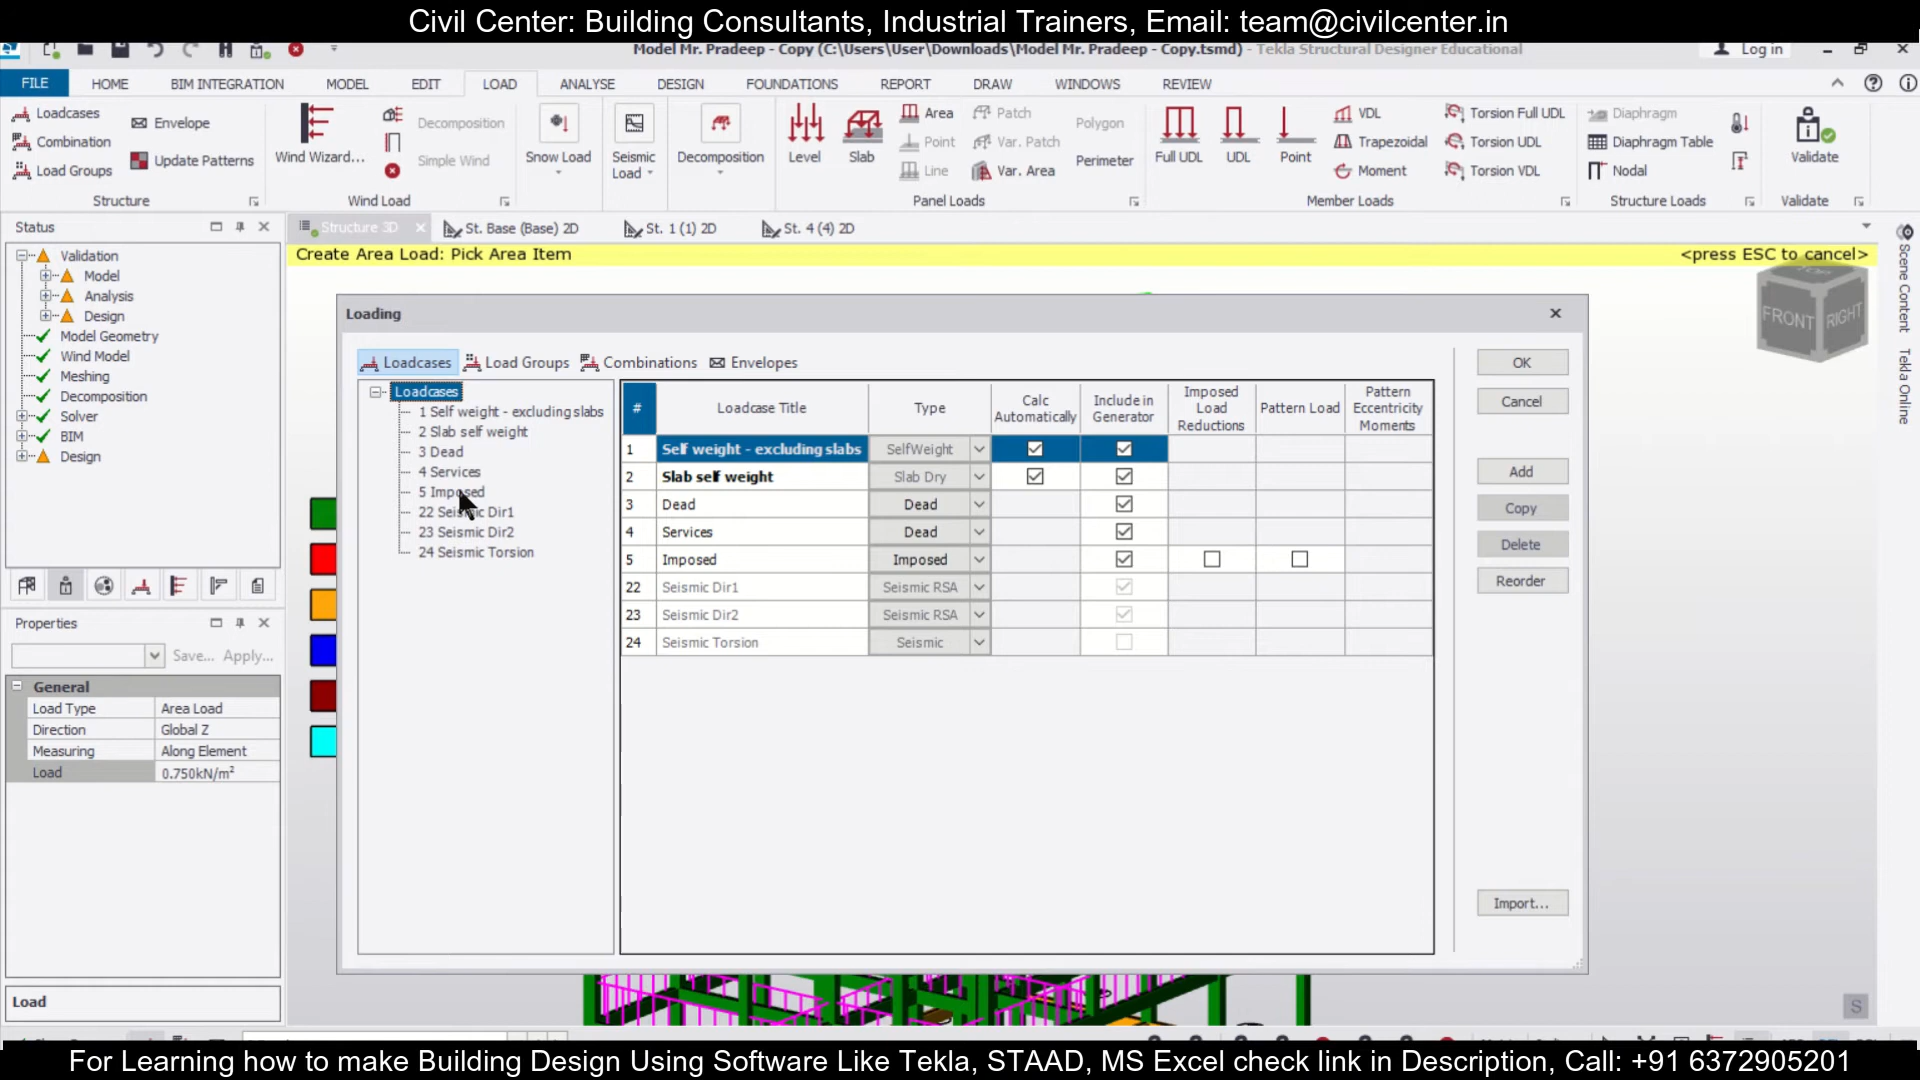 Civil Center: Building Consultants, Industrial Trainers, Email: team@civilcenter.in
Model Mr. Pradeep - Copy (C:\Users\User\Downloads\Model Mr. Pradeep - Copy.tsmd) - Tekla Structural Designer Educational
Log in
FILE HOME BIM INTEGRATION MODEL EDIT LOAD ANALYSE DESIGN FOUNDATIONS REPORT DRAW WINDOWS REVIEW
Loadcases
Combination
Load Groups
Envelope
Update Patterns
Structure
Wind Wizard...
Decomposition
Simple Wind
Wind Load
Snow Load
Seismic
Load
Decomposition
Level
Slab
Area
Point
Line
Patch
Var. Patch
Var. Area
Polygon
Perimeter
Panel Loads
Full UDL
UDL
Point
VDL
Trapezoidal
Moment
Torsion Full UDL
Torsion UDL
Torsion VDL
Member Loads
Diaphragm
Diaphragm Table
Nodal
Structure Loads
Validate
Validate
Status
Structure 3D
St. Base (Base) 2D
St. 1 (1) 2D
St. 4 (4) 2D
Create Area Load: Pick Area Item
<press ESC to cancel>
Validation
Model
Analysis
Design
Model Geometry
Wind Model
Meshing
Decomposition
Solver
BIM
Design
TOP
FRONT
RIGHT
Scene Content
Tekla Online
Loading
Loadcases Load Groups Combinations Envelopes
Loadcases
1 Self weight - excluding slabs
2 Slab self weight
3 Dead
4 Services
5 Imposed
22 Seismic Dir1
23 Seismic Dir2
24 Seismic Torsion
# Loadcase Title Type Calc Automatically Include in Generator Imposed Load Reductions Pattern Load Pattern Eccentricity Moments
1 Self weight - excluding slabs SelfWeight
2 Slab self weight Slab Dry
3 Dead Dead
4 Services Dead
5 Imposed Imposed
22 Seismic Dir1 Seismic RSA
23 Seismic Dir2 Seismic RSA
24 Seismic Torsion Seismic
OK
Cancel
Add
Copy
Delete
Reorder
Import...
Properties
Save... Apply...
General
Load Type Area Load
Direction Global Z
Measuring Along Element
Load 0.750kN/m²
Load
S
For Learning how to make Building Design Using Software Like Tekla, STAAD, MS Excel check link in Description, Call: +91 6372905201